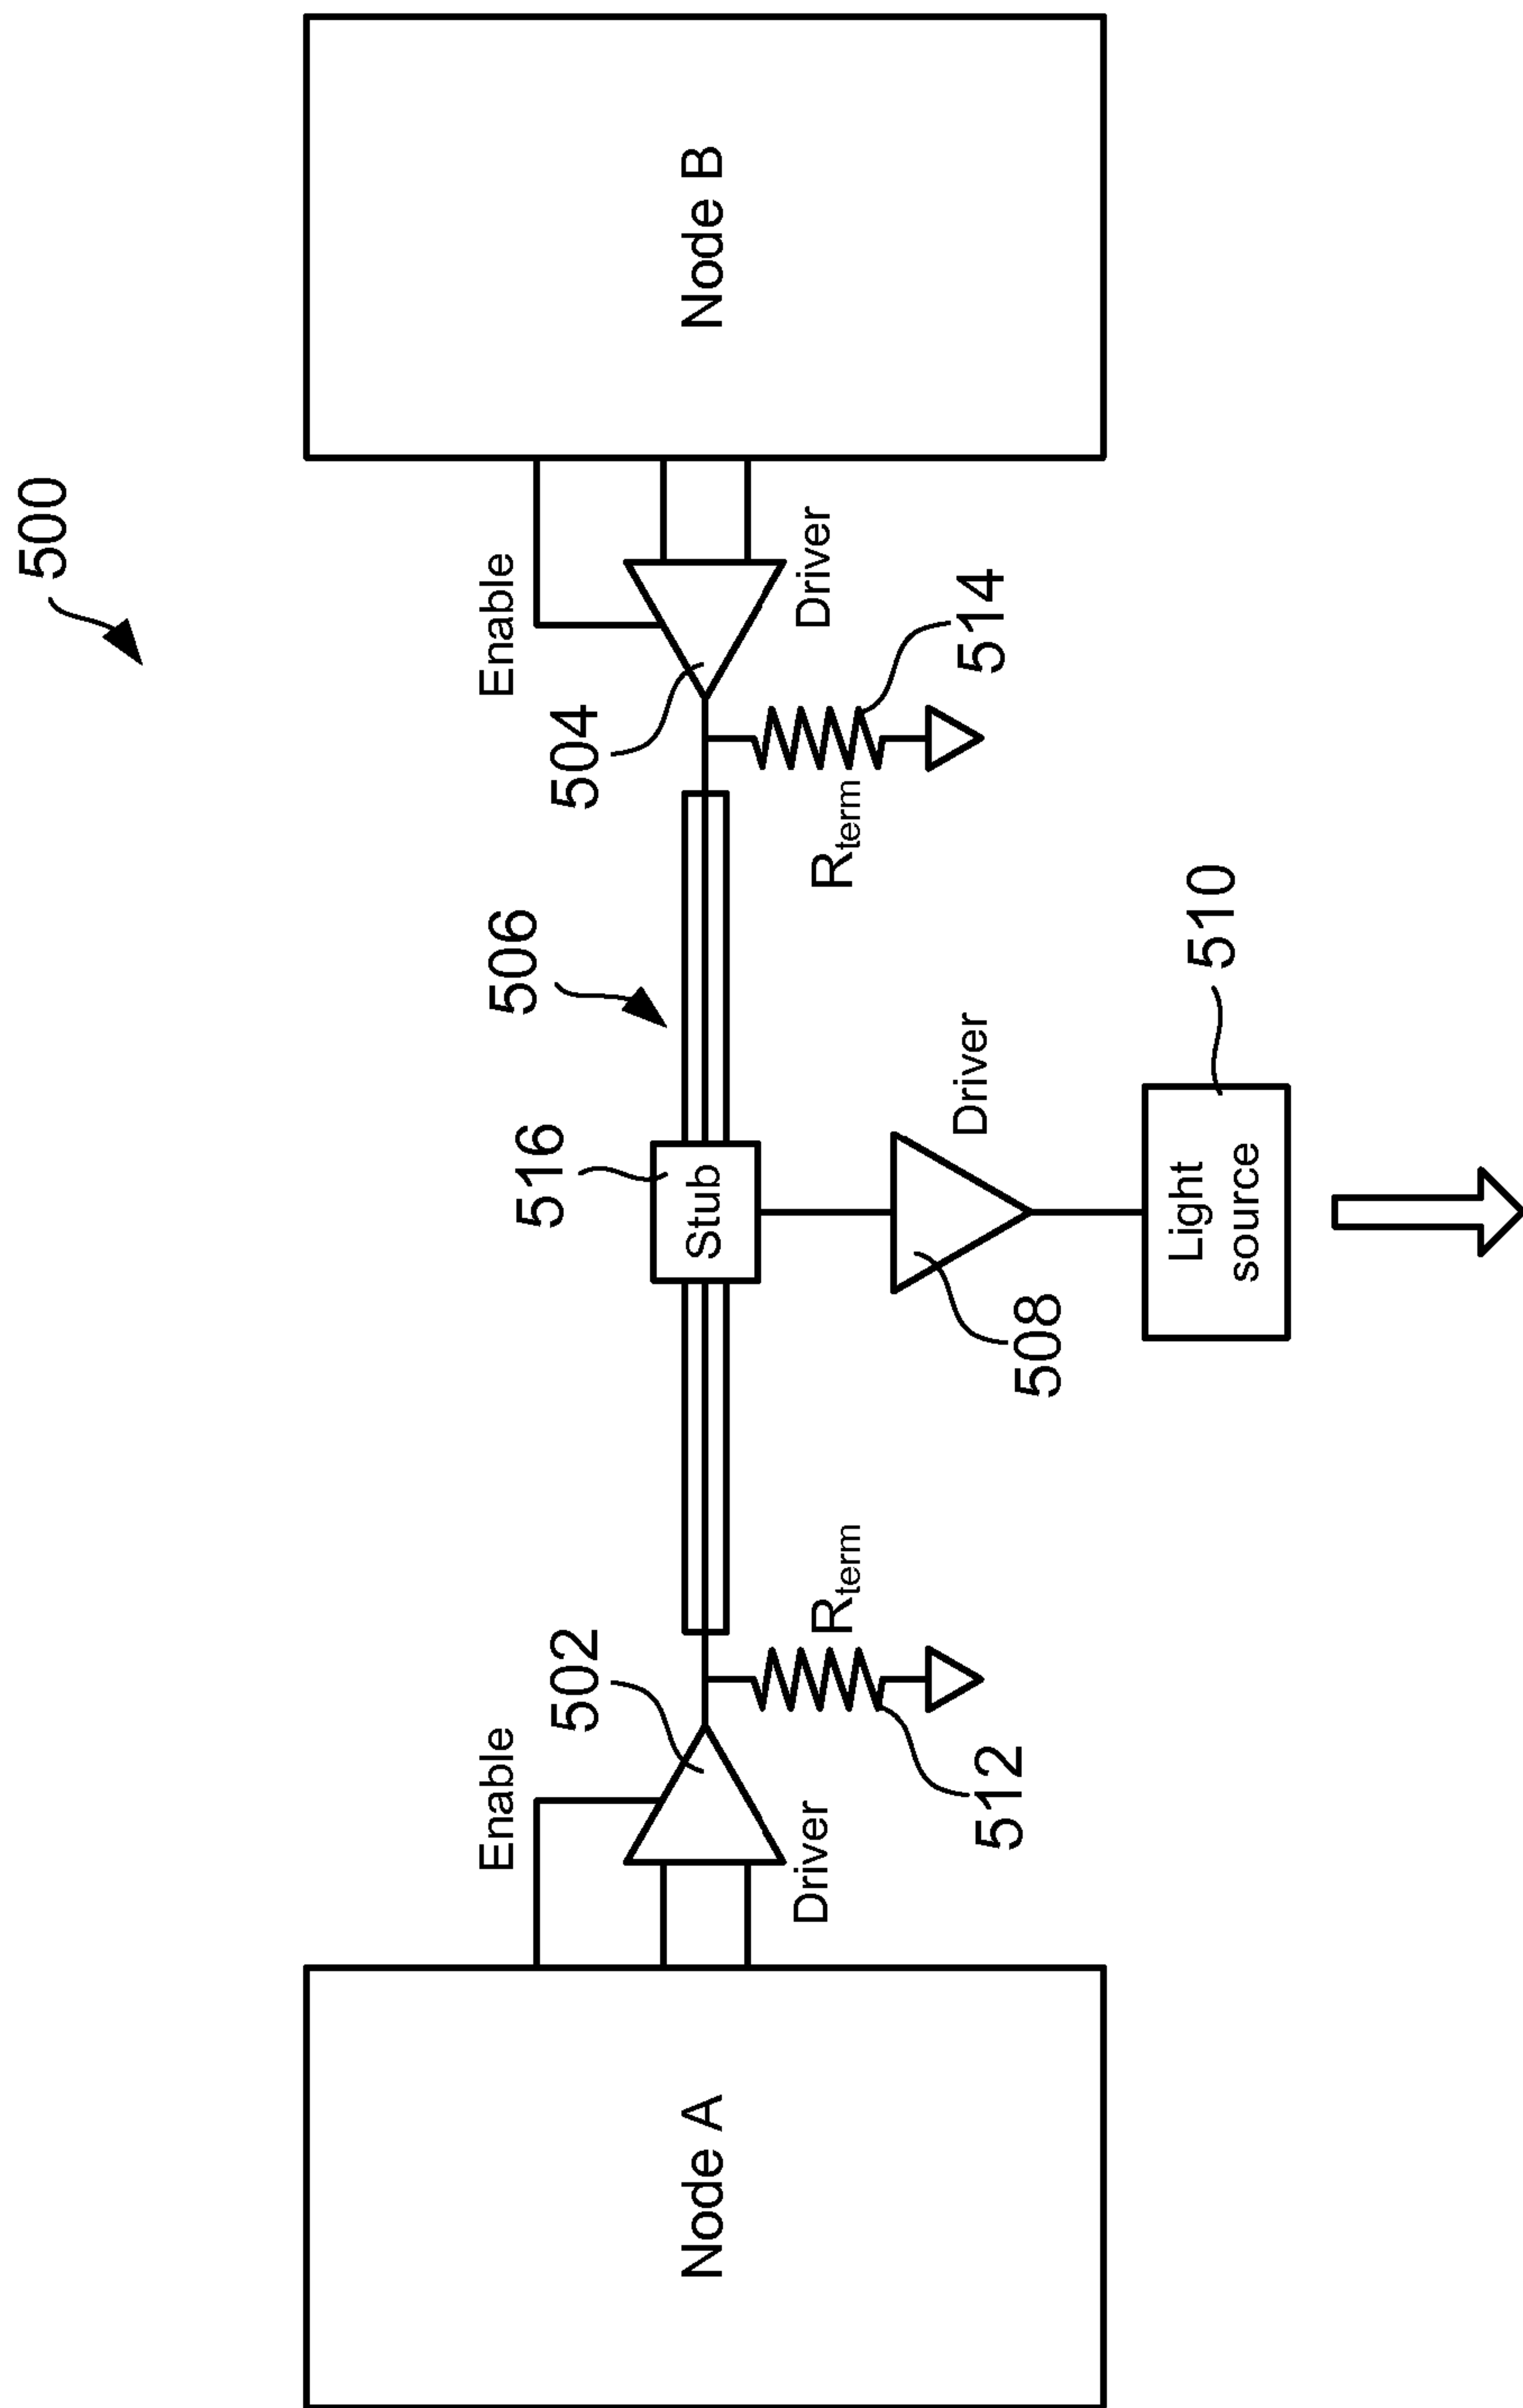 500
Node A
Node B
Enable
Enable
502
504
506
516
Stub
Driver
Driver
Rterm
Rterm
512
514
508
Driver
Light
source
510